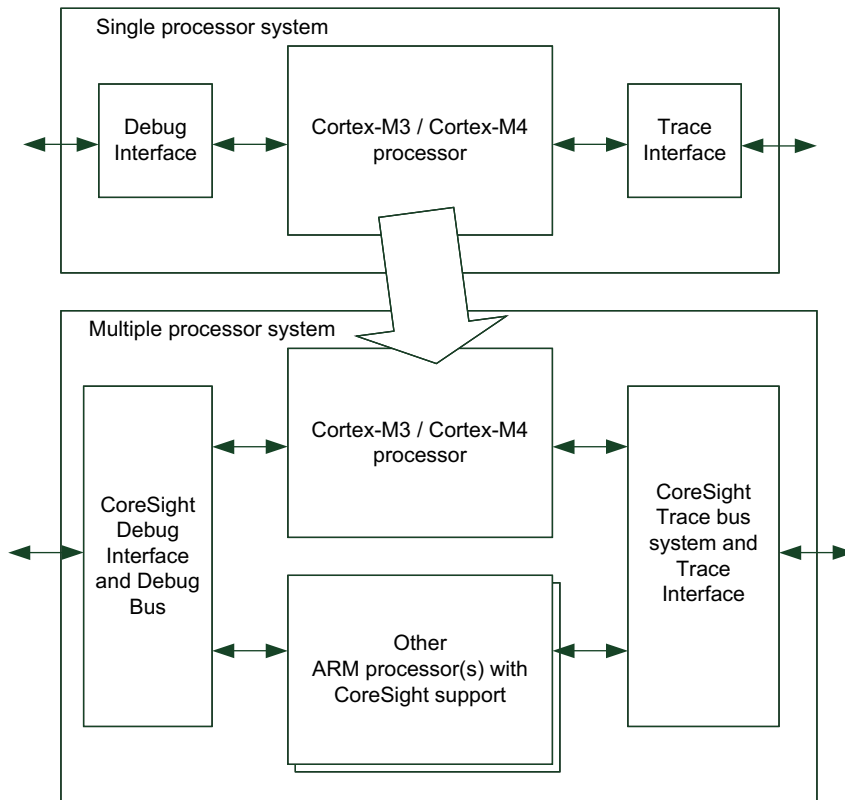 Single processor system
Debug
Interface
Cortex-M3 / Cortex-M4
processor
Trace
Interface
Multiple processor system
CoreSight
Debug
Interface
and Debug
Bus
Cortex-M3 / Cortex-M4
processor
Other
ARM processor(s) with
CoreSight support
CoreSight
Trace bus
system and
Trace
Interface